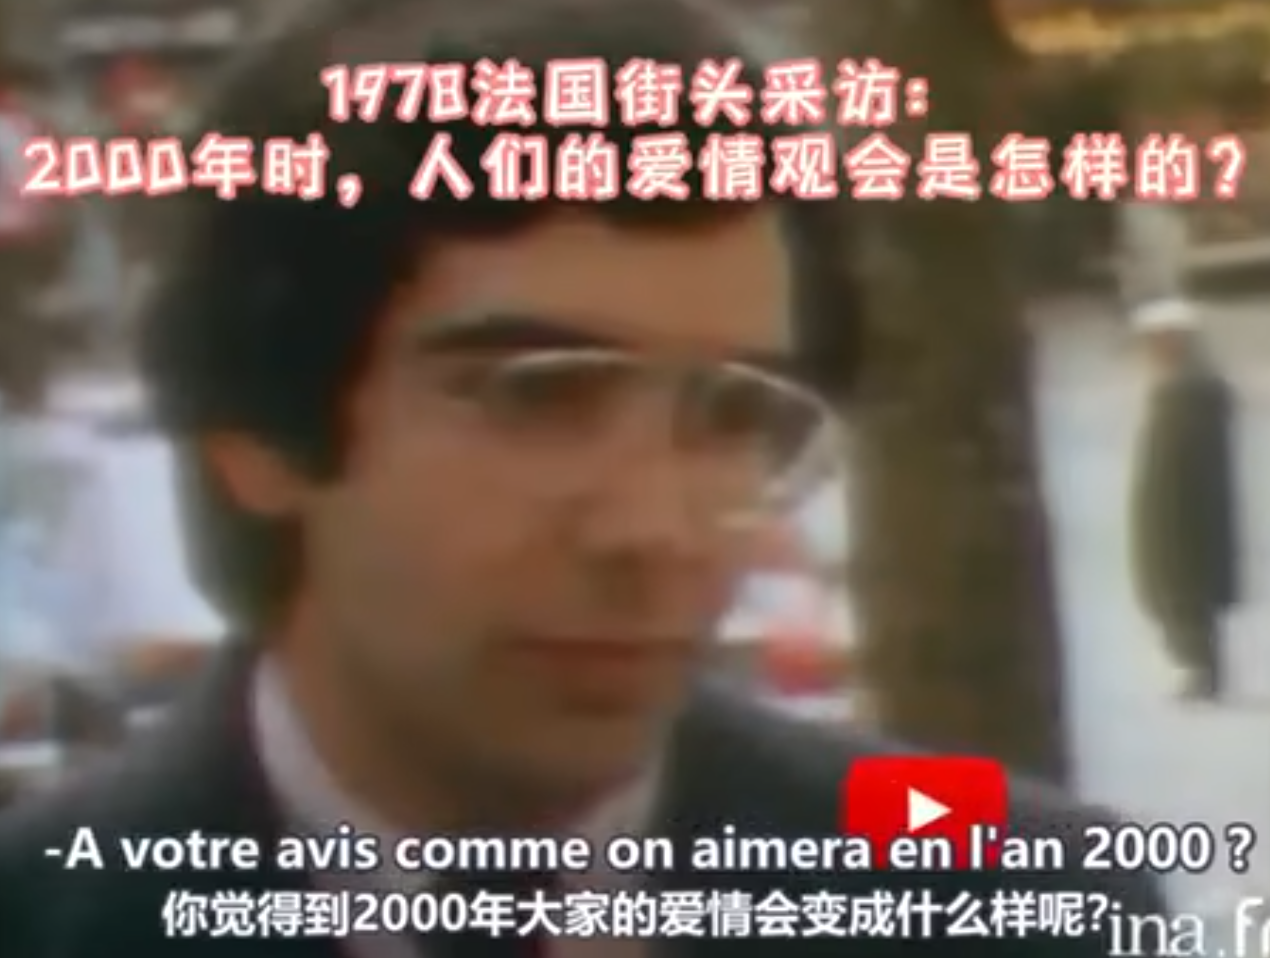 1978法国街头采访:
2000年时，人们的爱情观会是怎样的?
-A votre avis comme on aimera en l'an 2000 ?
你觉得到2000年大家的爱情会变成什么样呢?
ina.fr